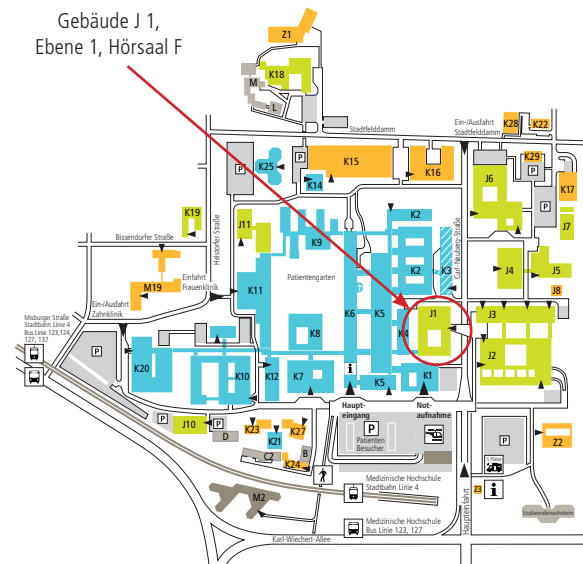 Gebäude J 1,
Ebene 1, Hörsaal F
Z1
K18
M
L
Stadtfelddamm
Ein-/Ausfahrt
Stadtfelddamm
K28
K22
P
K25
P
K14
K15
K16
K29
P
K17
J6
P
J7
K19
Bissendorfer Straße
Helstorfer Straße
J11
K9
K2
Carl-Neuberg-Straße
K2
K3
J4
J5
J8
M19
Einfahrt
Frauenklinik
Patientengarten
K11
Ein-/Ausfahrt
Zahnklinik
Misburger Straße
Stadtbahn Linie 4
Bus Linie 123,124,
127, 137
K6
K5
K4
J1
J3
J2
K8
P
K20
K10
K12
K7
i
K5
K1
Haupt-
eingang
Not-
aufnahme
P
Patienten
Besucher
P
J10
P
D
K23
K21
K27
C2
B
K24
P
5 Plätze
Z2
Z3
i
M2
Medizinische Hochschule
Stadtbahn Linie 4
Medizinische Hochschule
Bus Linie 123, 127
Haupteinfahrt
Studierendenwohnheim
Karl-Wiechert-Allee